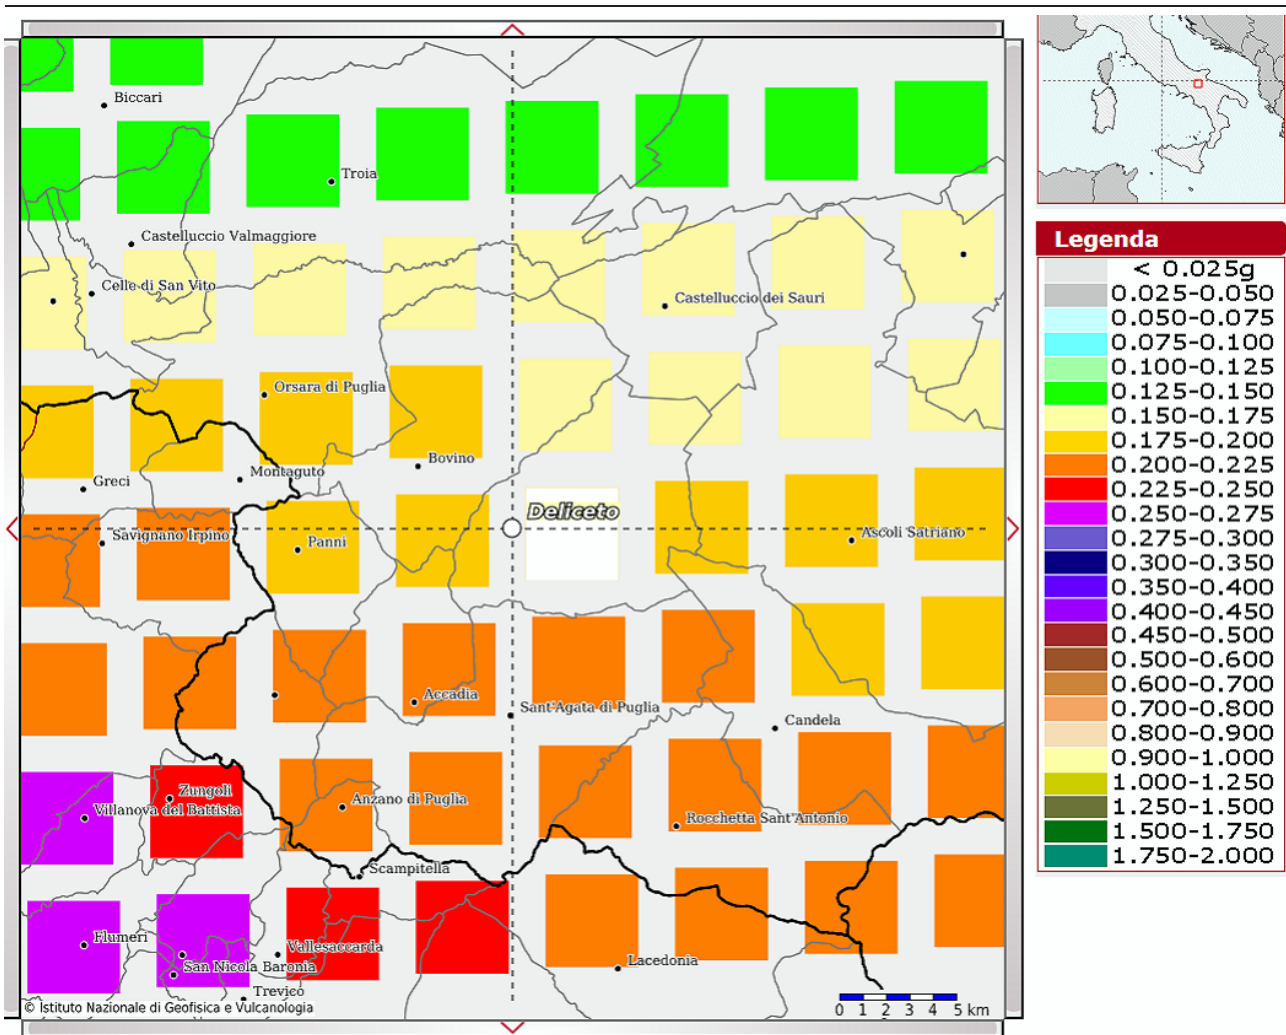 Biccari
Troia
Castelluccio Valmaggiore
Celle di San Vito
Castelluccio dei Sauri
Orsara di Puglia
Bovino
Montaguto
Greci
Deliceto
Savignano Irpino
Panni
Ascoli Satriano
Accadia
Sant'Agata di Puglia
Candela
Zungoli
Villanova del Battista
Anzano di Puglia
Rocchetta Sant'Antonio
Scampitella
Flumeri
Vallesaccarda
San Nicola Baronia
Lacedonia
Trevico
© Istituto Nazionale di Geofisica e Vulcanologia
0 1 2 3 4 5 km
Legenda
< 0.025g
0.025-0.050
0.050-0.075
0.075-0.100
0.100-0.125
0.125-0.150
0.150-0.175
0.175-0.200
0.200-0.225
0.225-0.250
0.250-0.275
0.275-0.300
0.300-0.350
0.350-0.400
0.400-0.450
0.450-0.500
0.500-0.600
0.600-0.700
0.700-0.800
0.800-0.900
0.900-1.000
1.000-1.250
1.250-1.500
1.500-1.750
1.750-2.000